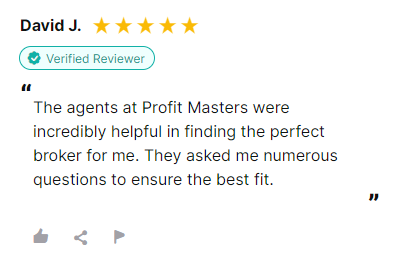 David J.
Verified Reviewer
“
The agents at Profit Masters were
incredibly helpful in finding the perfect
broker for me. They asked me numerous
questions to ensure the best fit.
”